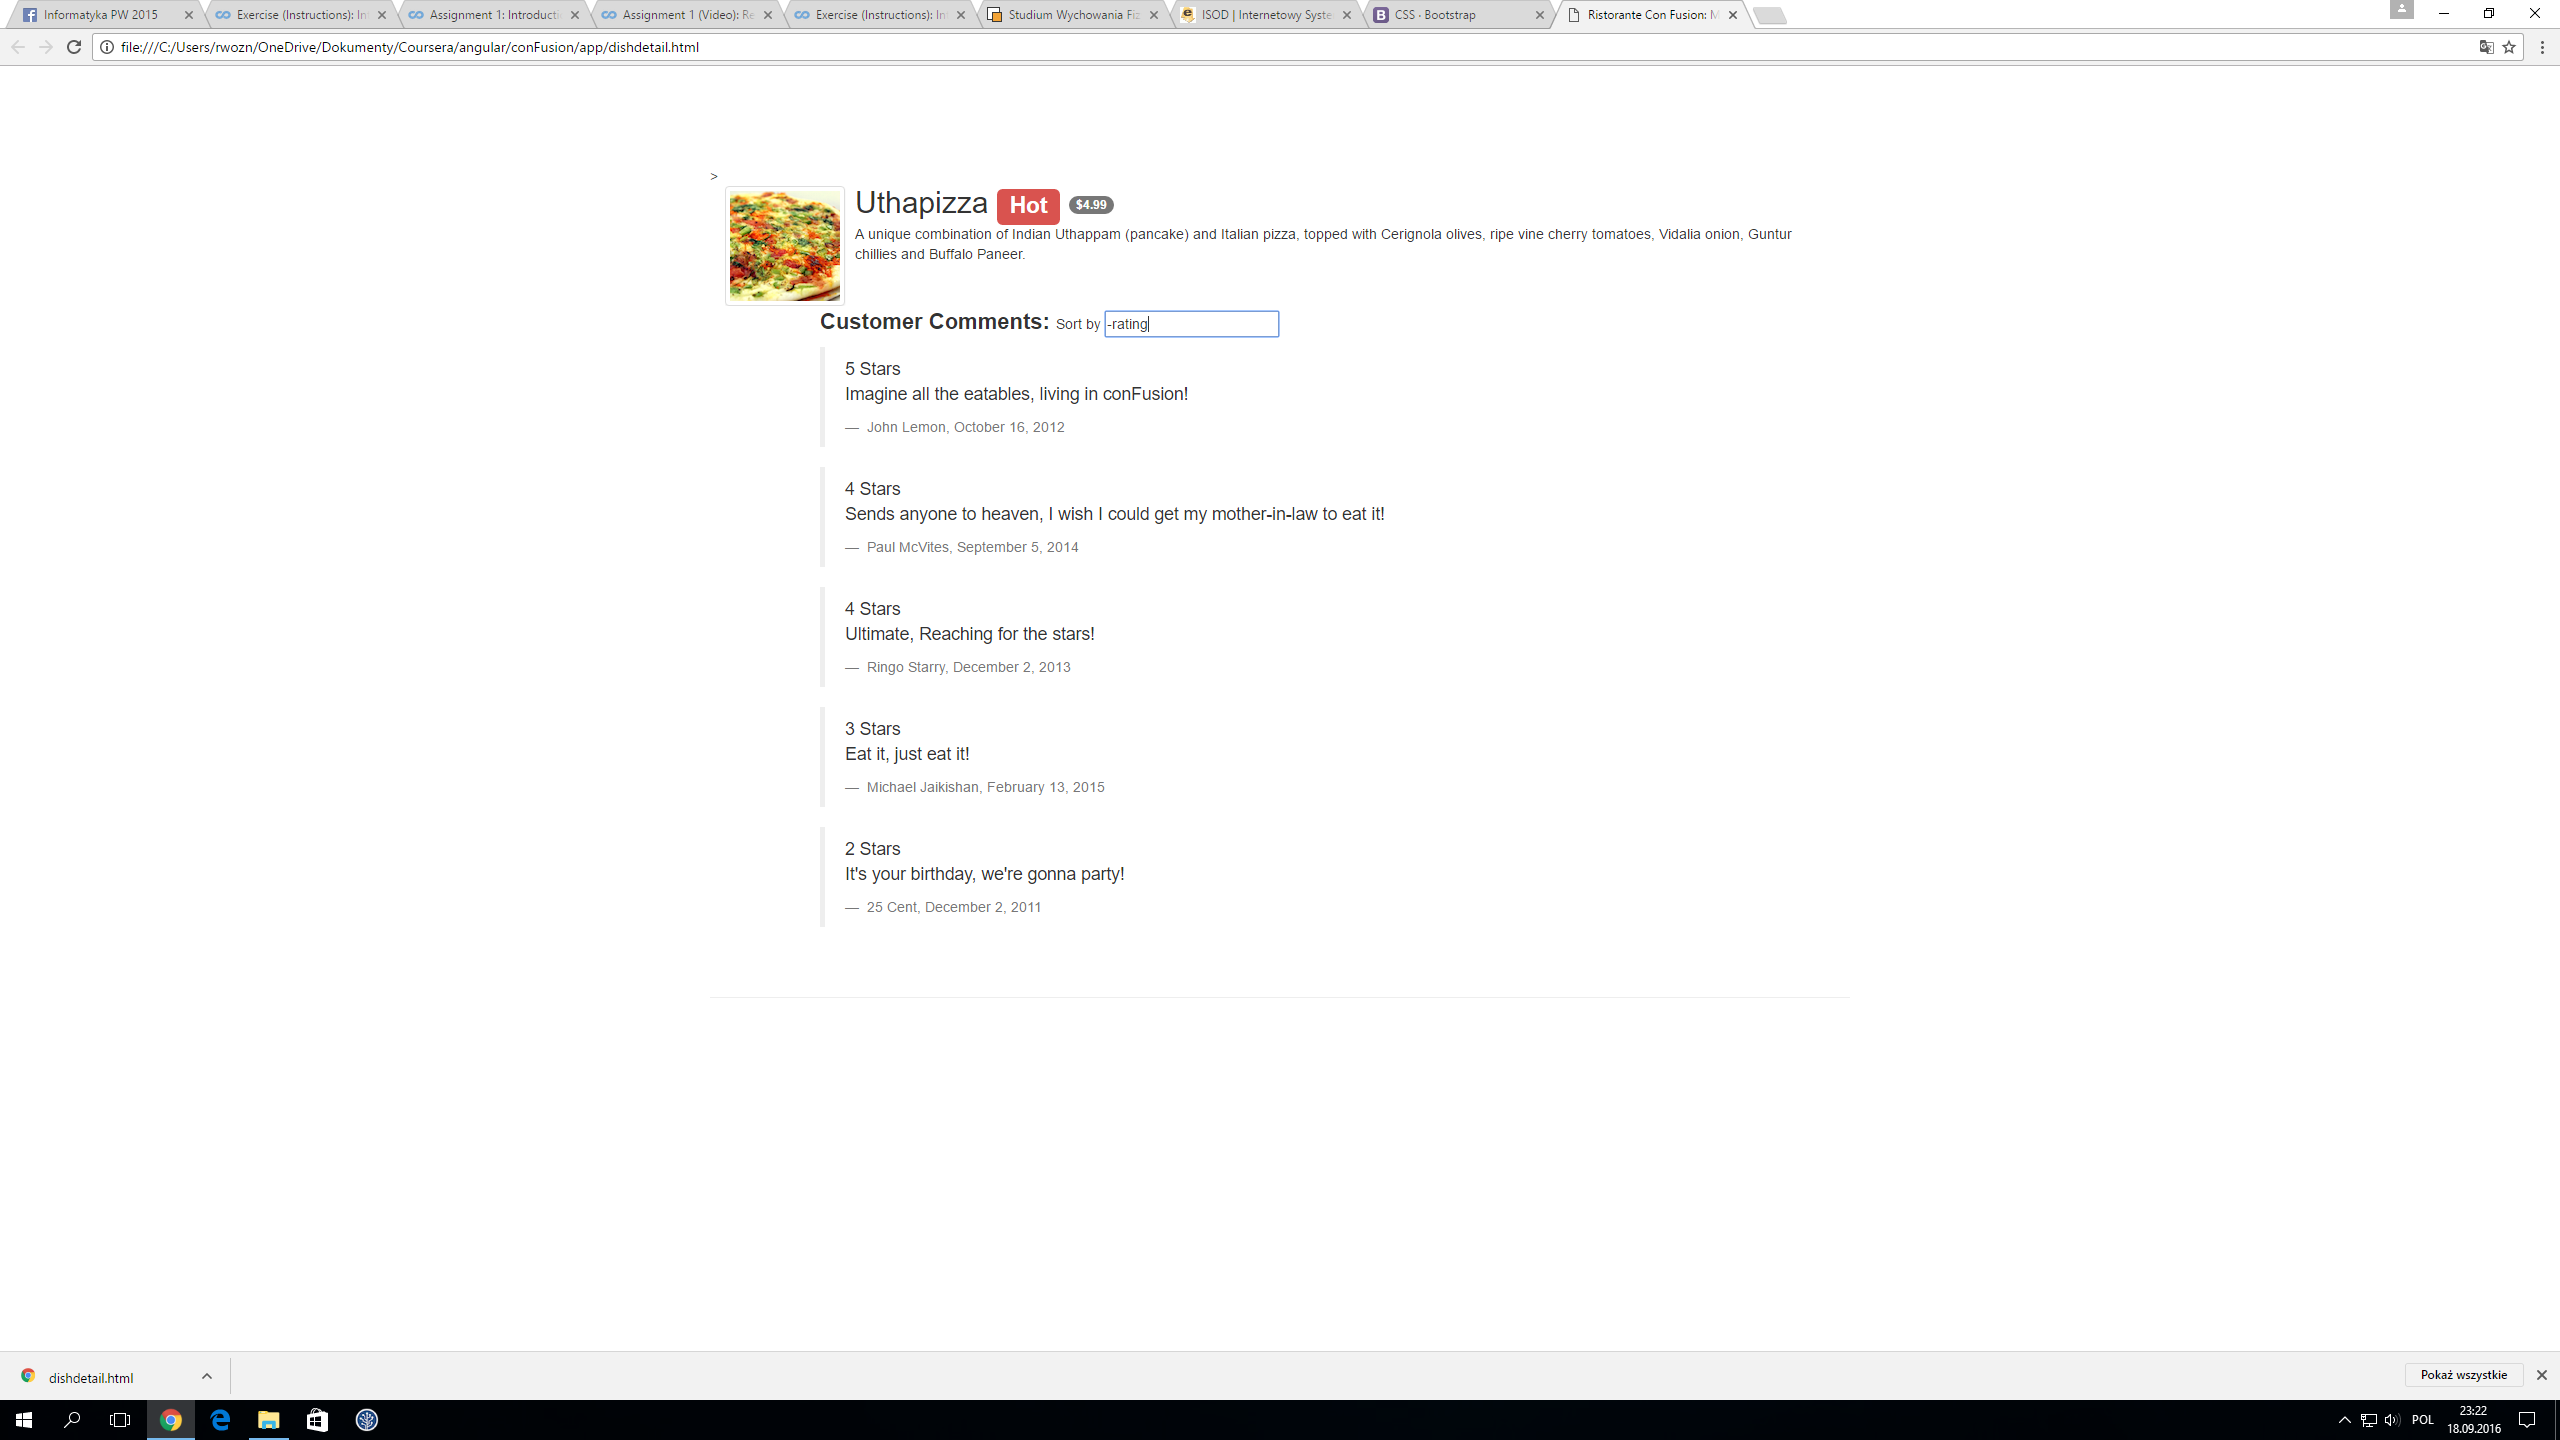 Informatyka PW 2015
Exercise (Instructions): In
Assignment 1: Introducti
Assignment 1 (Video): Re
Exercise (Instructions): In
Studium Wychowania Fiz
ISOD | Internetowy Syste
CSS · Bootstrap
Ristorante Con Fusion: M
file:///C:/Users/rwozn/OneDrive/Dokumenty/Coursera/angular/conFusion/app/dishdetail.html
>
Uthapizza Hot $4.99
A unique combination of Indian Uthappam (pancake) and Italian pizza, topped with Cerignola olives, ripe vine cherry tomatoes, Vidalia onion, Guntur
chillies and Buffalo Paneer.
Customer Comments: Sort by -rating
5 Stars
Imagine all the eatables, living in conFusion!
— John Lemon, October 16, 2012
4 Stars
Sends anyone to heaven, I wish I could get my mother-in-law to eat it!
— Paul McVites, September 5, 2014
4 Stars
Ultimate, Reaching for the stars!
— Ringo Starry, December 2, 2013
3 Stars
Eat it, just eat it!
— Michael Jaikishan, February 13, 2015
2 Stars
It's your birthday, we're gonna party!
— 25 Cent, December 2, 2011
dishdetail.html
Pokaż wszystkie
POL
23:22
18.09.2016